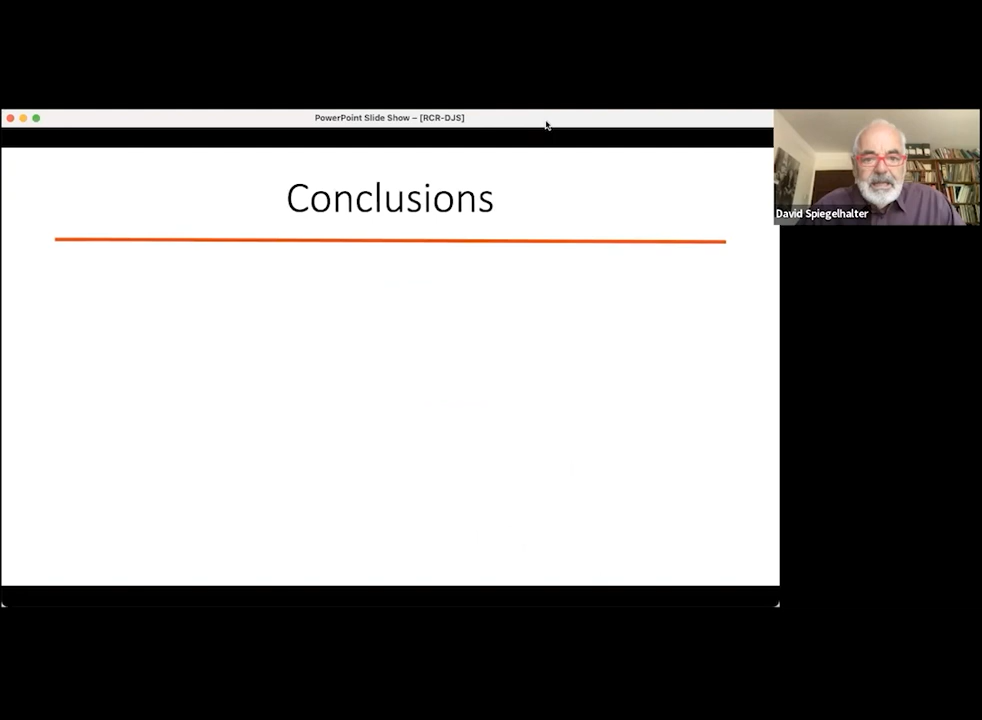 PowerPoint Slide Show – [RCR-DJS]
Conclusions
David Spiegelhalter